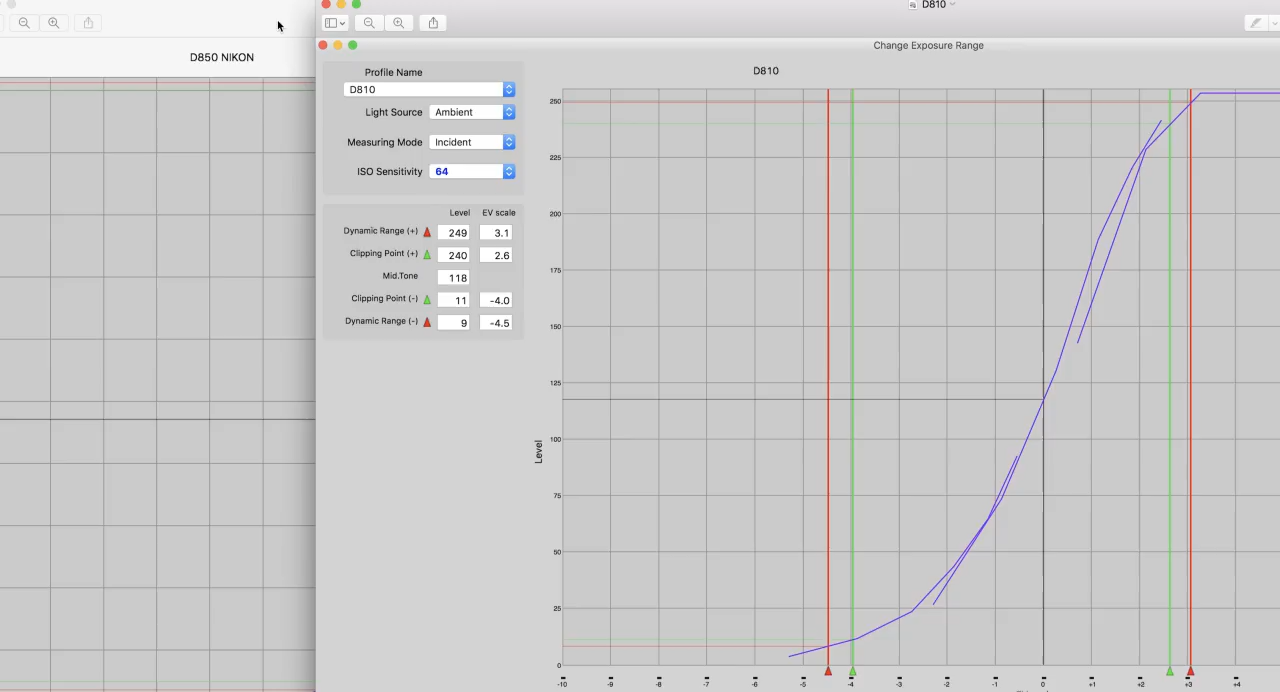 D810
D850 NIKON
Change Exposure Range
Profile Name
D810
Light Source Ambient
Measuring Mode Incident
ISO Sensitivity 64
Level EV scale
Dynamic Range (+) 249 3.1
Clipping Point (+) 240 2.6
Mid.Tone 118
Clipping Point (-) 11 -4.0
Dynamic Range (-) 9 -4.5
D810
250
225
200
175
150
125
100
75
50
25
0
Level
-10 -9 -8 -7 -6 -5 -4 -3 -2 -1 0 +1 +2 +3 +4